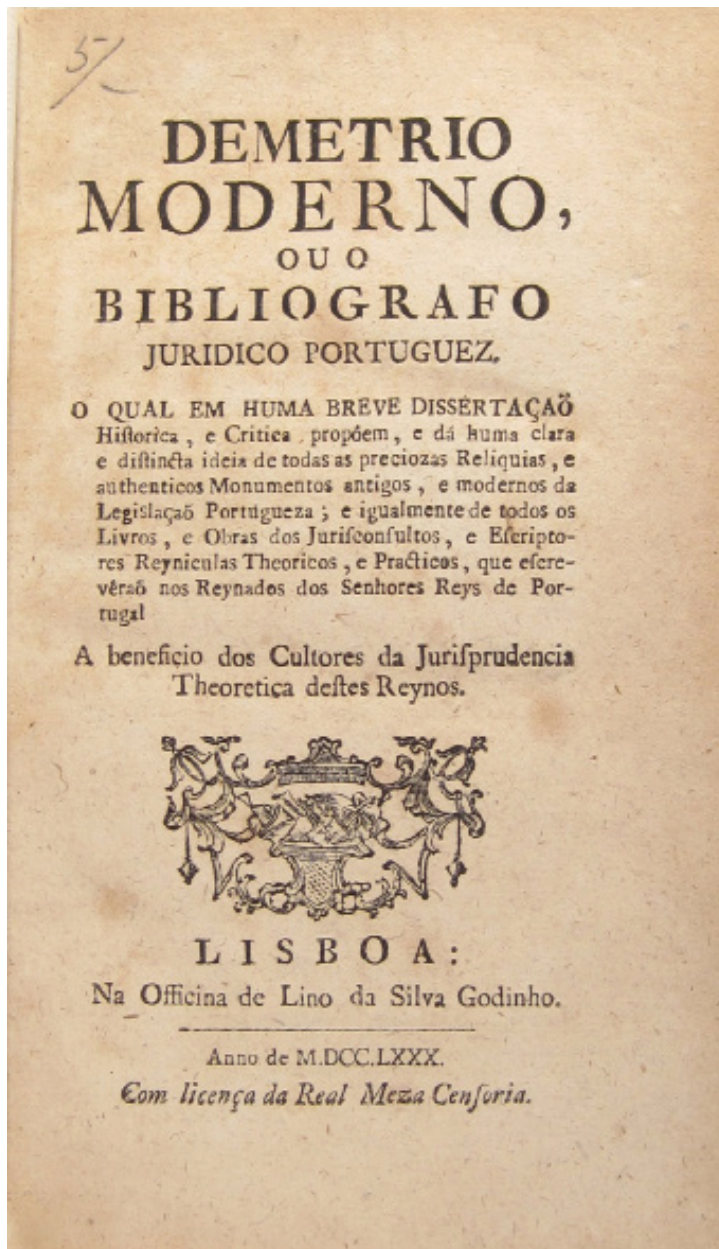 5/-
DEMETRIO
MODERNO,
OU O
BIBLIOGRAFO
JURIDICO PORTUGUEZ.
O QUAL EM HUMA BREVE DISSERTAÇAÕ
Hiſtorica, e Critica propõem, e dá huma clara
e diſtincta ideia de todas as preciozas Reliquias, e
authenticos Monumentos antigos, e modernos da
Legislaçaõ Portugueza; e igualmente de todos os
Livros, e Obras dos Juriſconſultos, e Eſcripto-
res Reyniculas Theoricos, e Practicos, que eſcre-
vêraõ nos Reynados dos Senhores Reys de Por-
tugal
A beneficio dos Cultores da Juriſprudencia
Theoretica deſtes Reynos.
LISBOA:
Na Officina de Lino da Silva Godinho.
Anno de M.DCC.LXXX.
Com licença da Real Meza Cenſoria.